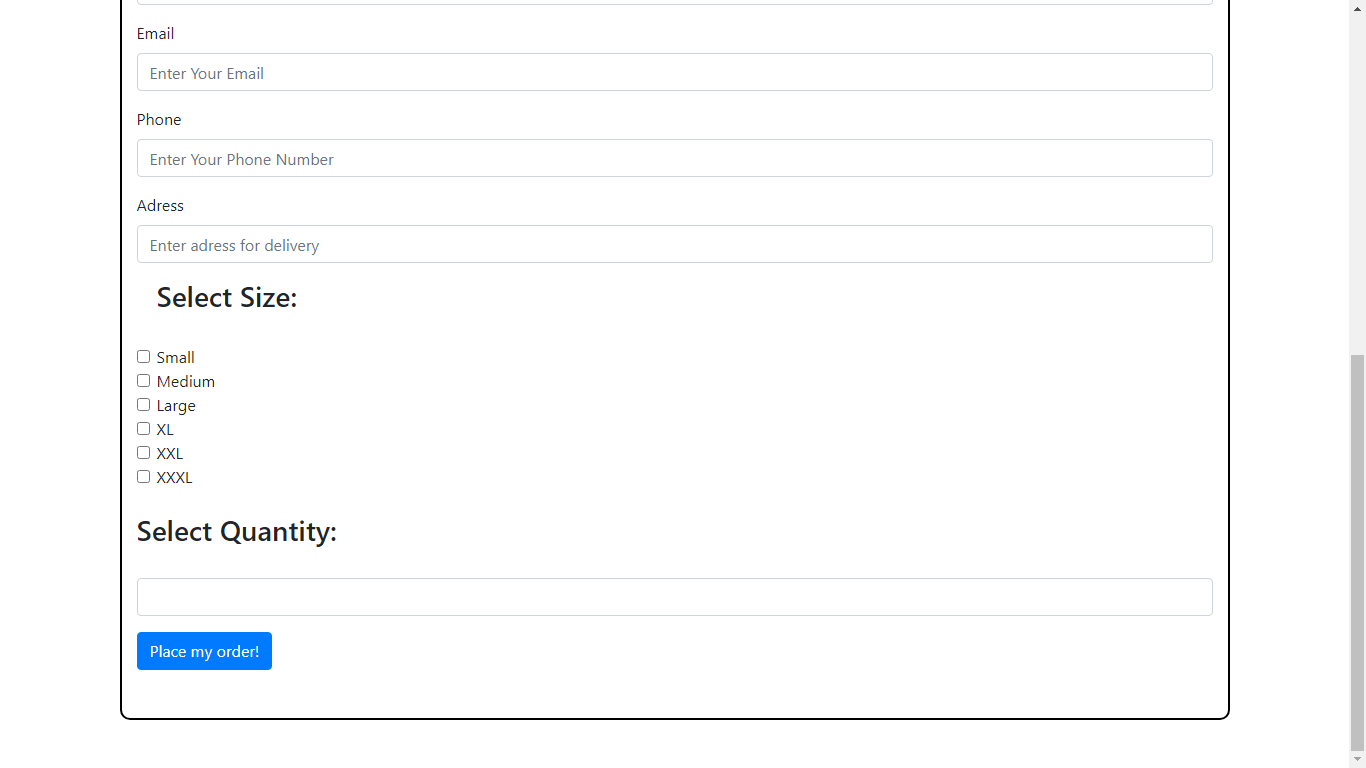 Email
Enter Your Email
Phone
Enter Your Phone Number
Adress
Enter adress for delivery
Select Size:
Small
Medium
Large
XL
XXL
XXXL
Select Quantity:
Place my order!